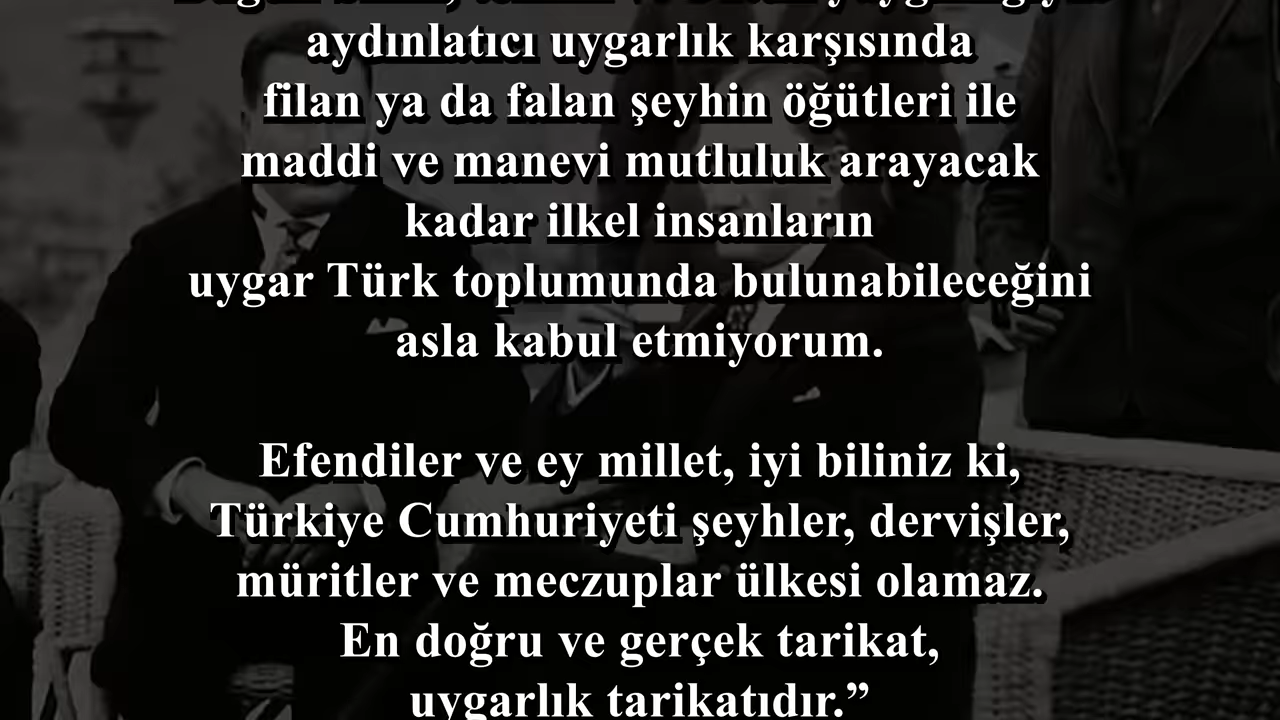 aydınlatıcı uygarlık karşısında
filan ya da falan şeyhin öğütleri ile
maddi ve manevi mutluluk arayacak
kadar ilkel insanların
uygar Türk toplumunda bulunabileceğini
asla kabul etmiyorum.
Efendiler ve ey millet, iyi biliniz ki,
Türkiye Cumhuriyeti şeyhler, dervişler,
müritler ve meczuplar ülkesi olamaz.
En doğru ve gerçek tarikat,
uygarlık tarikatıdır.”